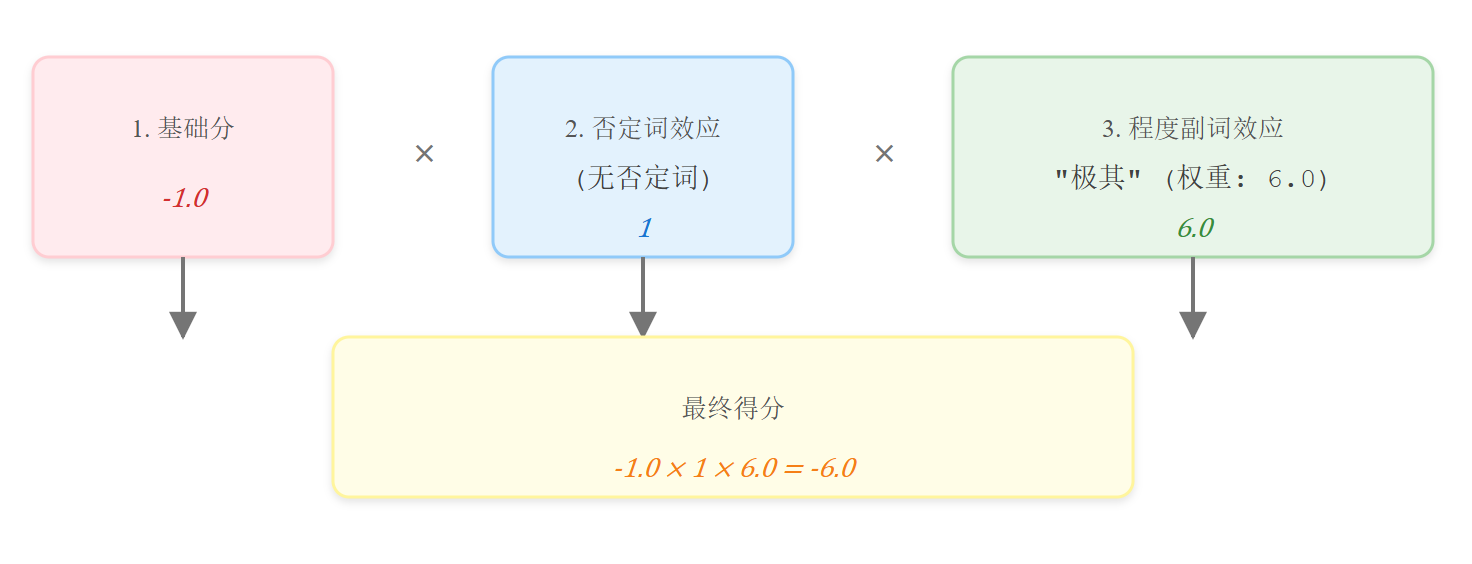 1. 基础分
-1.0
×
2. 否定词效应
(无否定词)
1
×
3. 程度副词效应
"极其" (权重: 6.0)
6.0
最终得分
-1.0 × 1 × 6.0 = -6.0